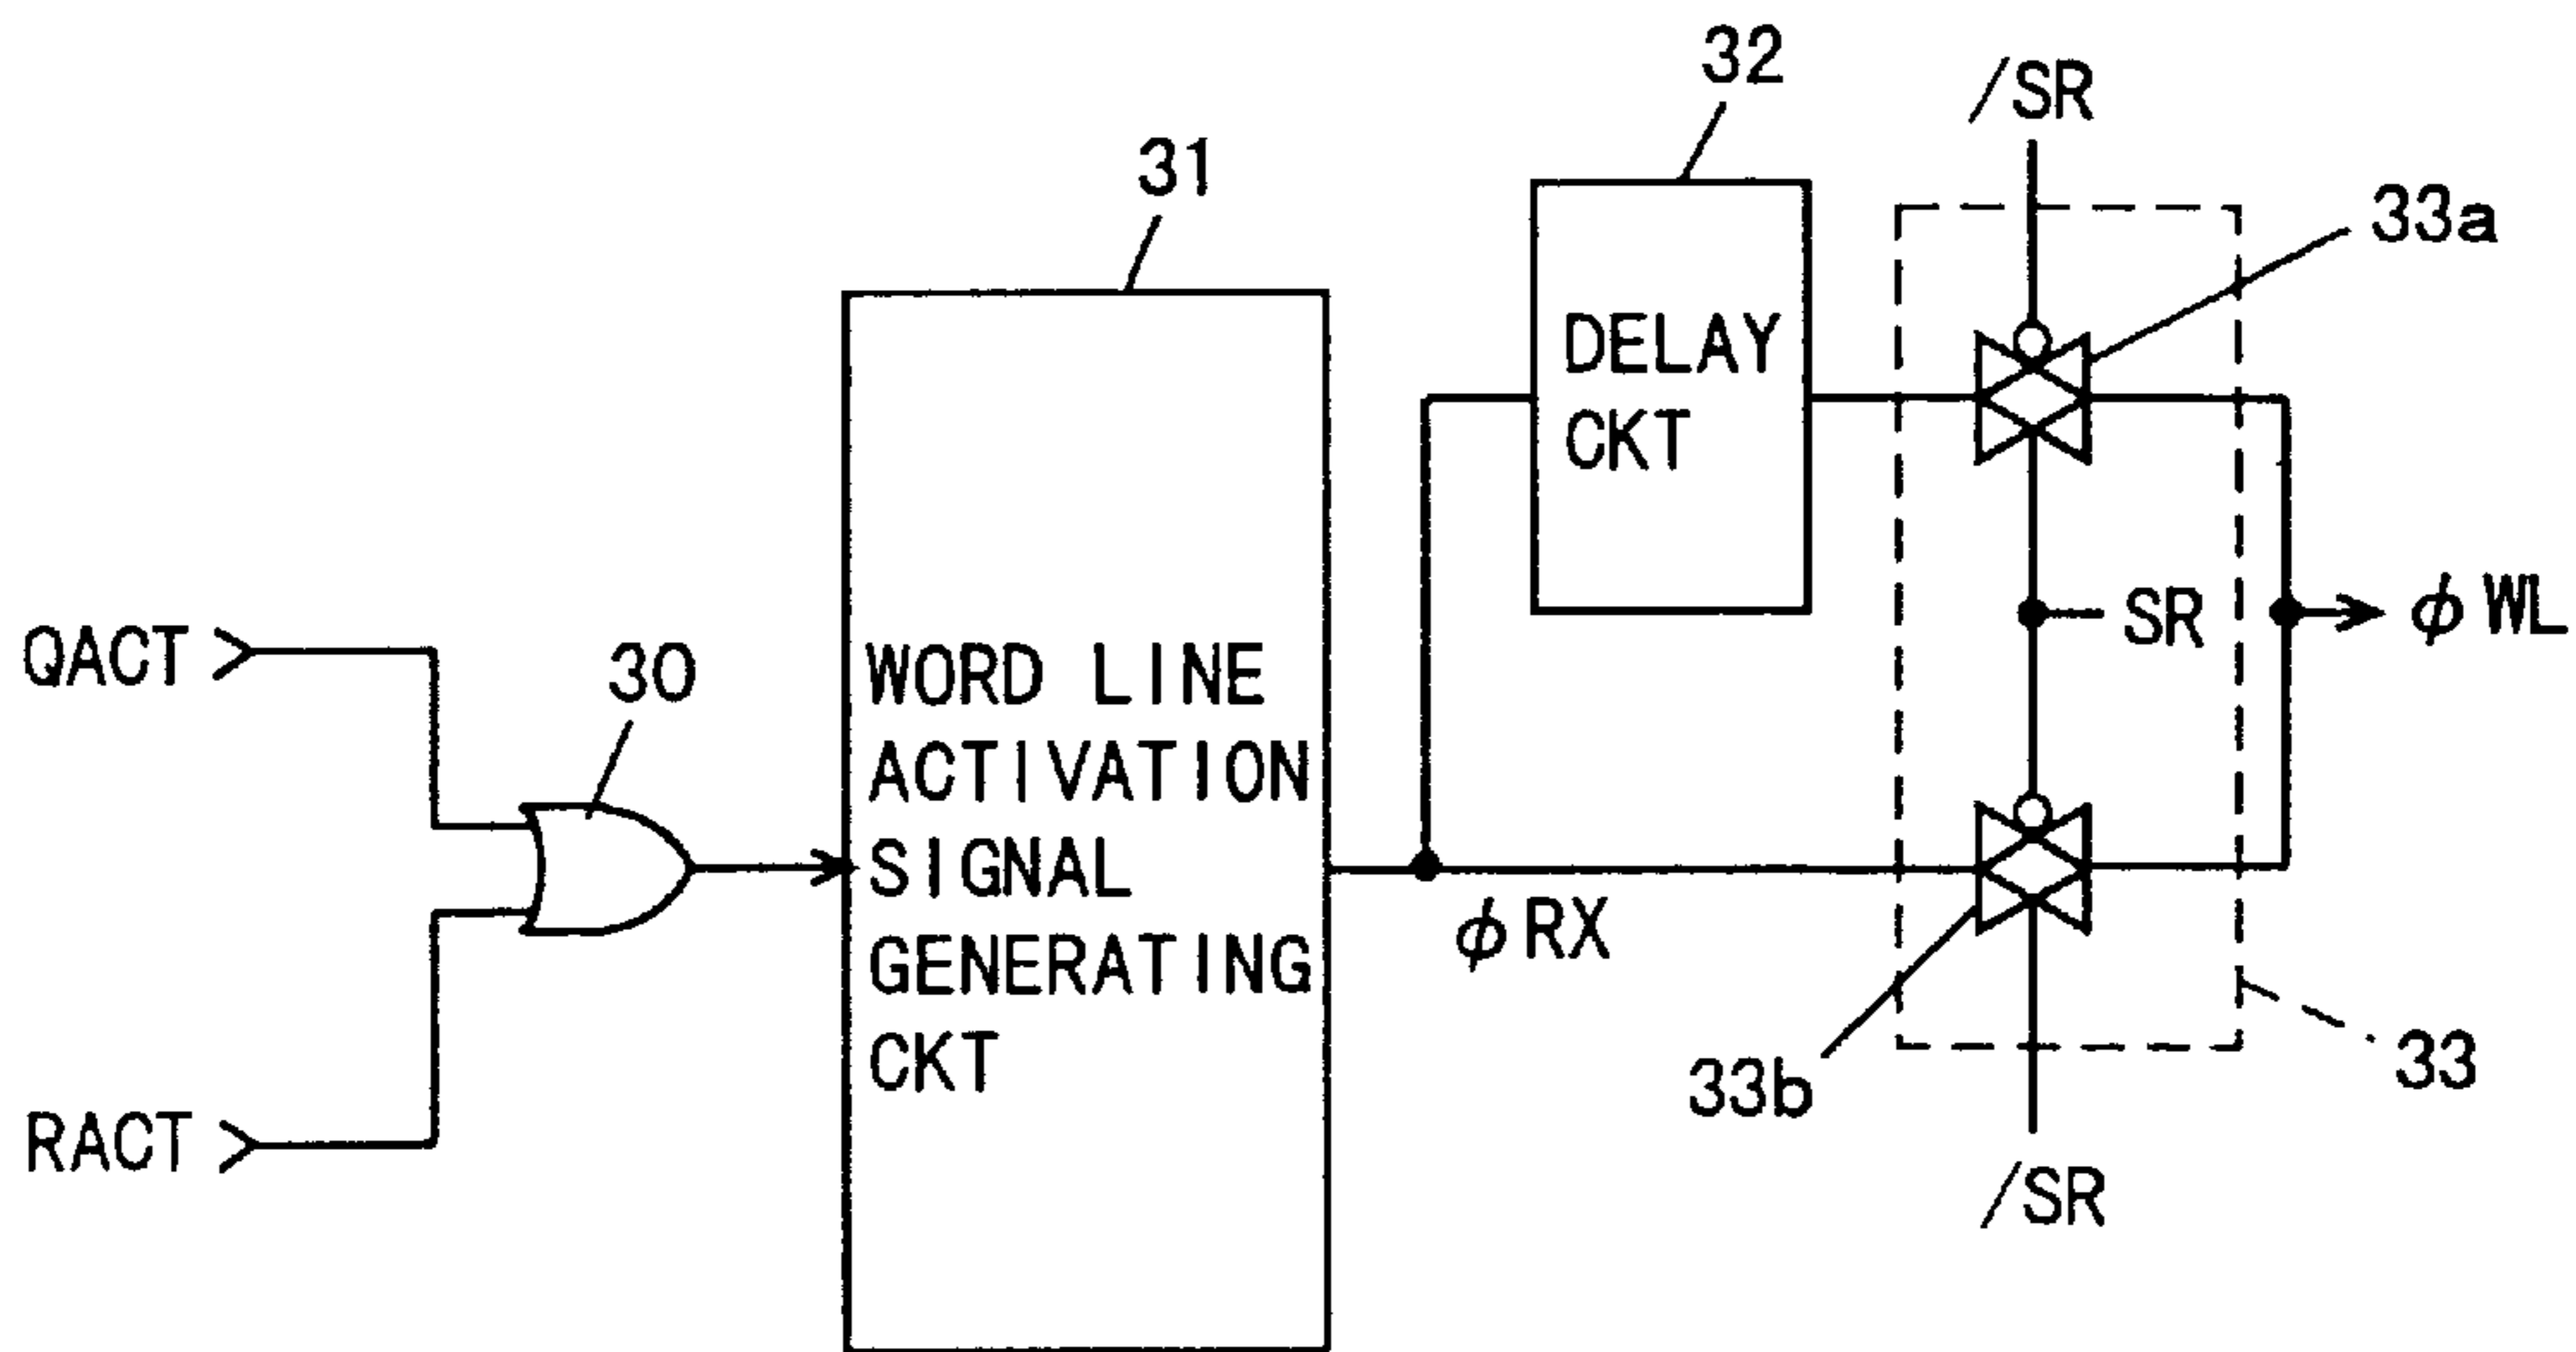 32
/SR
31
33a
DELAY
CKT
QACT
30
WORD LINE
ACTIVATION
SIGNAL
GENERATING
CKT
SR
φWL
φRX
33b
33
RACT
/SR